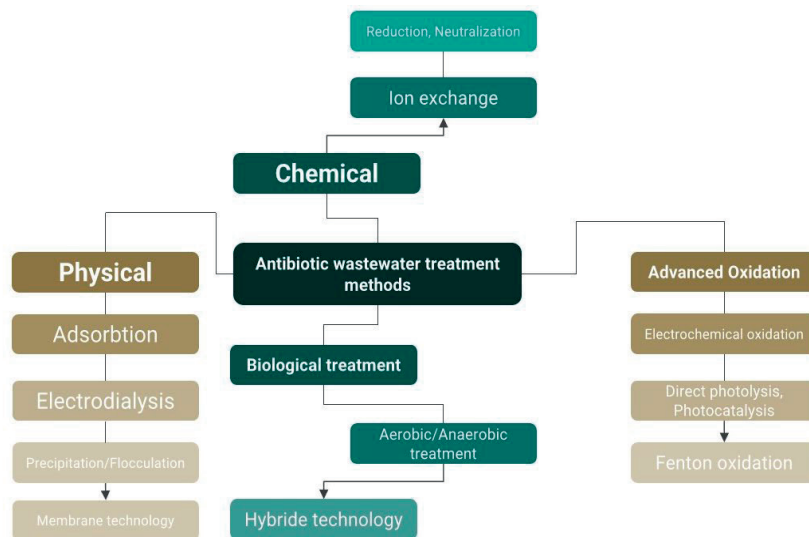 Reduction, Neutralization
Ion exchange
Chemical
Antibiotic wastewater treatment
methods
Physical
Adsorbtion
Electrodialysis
Precipitation/Flocculation
Membrane technology
Biological treatment
Aerobic/Anaerobic
treatment
Hybride technology
Advanced Oxidation
Electrochemical oxidation
Direct photolysis,
Photocatalysis
Fenton oxidation